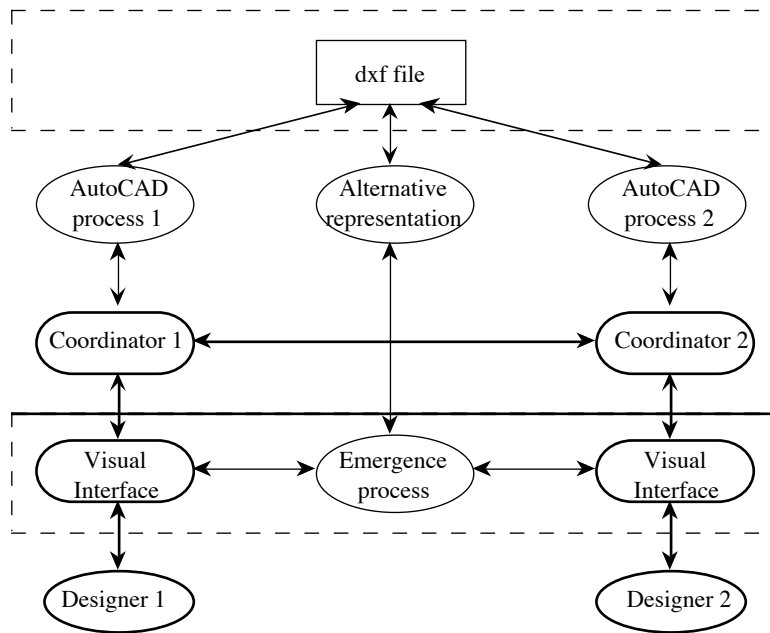 dxf file
AutoCAD
process 1
Alternative
representation
AutoCAD
process 2
Coordinator 1
Coordinator 2
Visual
Interface
Emergence
process
Visual
Interface
Designer 1
Designer 2